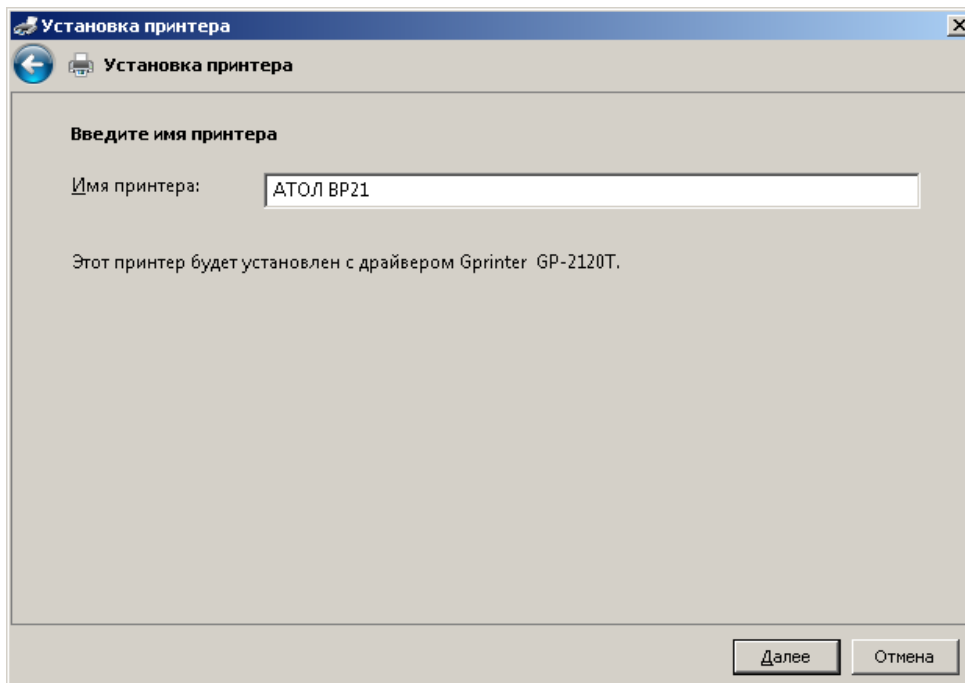 Установка принтера
Установка принтера
Введите имя принтера
Имя принтера:
АТОЛ BP21
Этот принтер будет установлен с драйвером Gprinter  GP-2120T.
Далее
Отмена